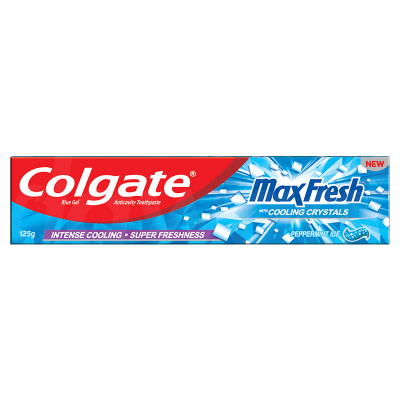 Colgate®
Blue Gel Anticavity Toothpaste
125g
INTENSE COOLING • SUPER FRESHNESS
NEW
MaxFresh
WITH COOLING CRYSTALS
PEPPERMINT ICE